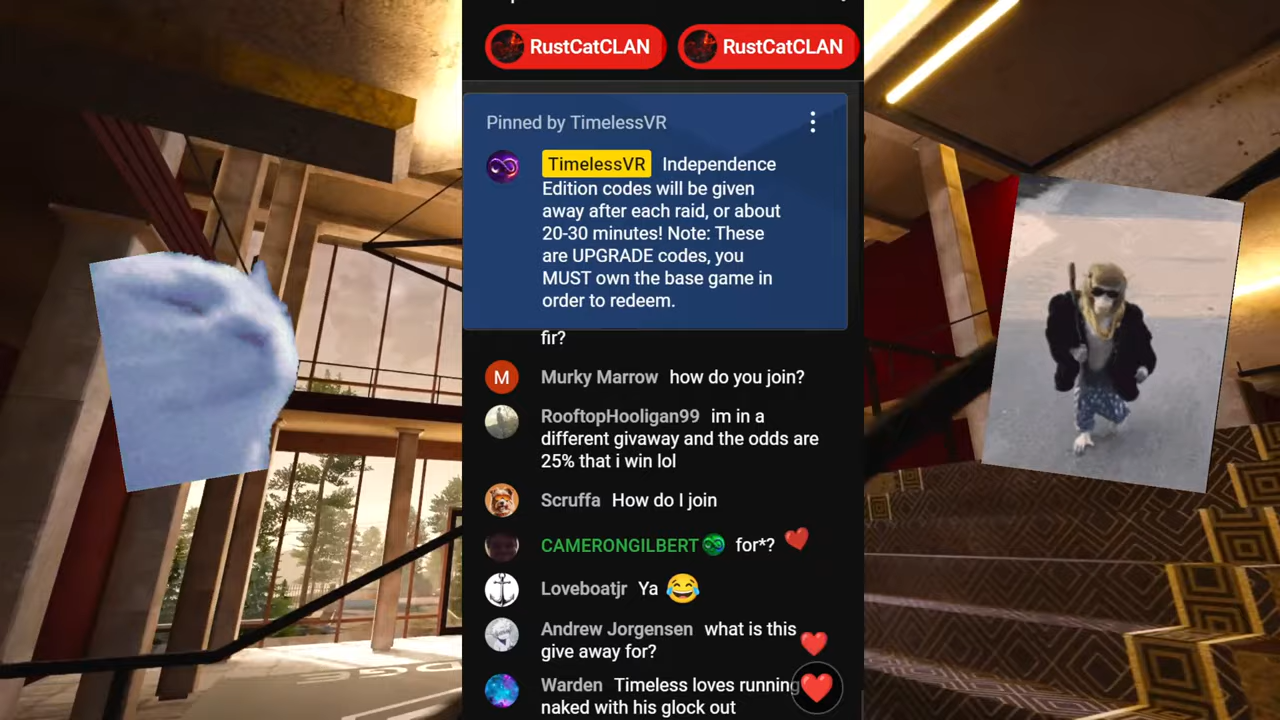 RustCatCLAN RustCatCLAN
Pinned by TimelessVR
TimelessVR Independence
Edition codes will be given
away after each raid, or about
20-30 minutes! Note: These
are UPGRADE codes, you
MUST own the base game in
order to redeem.
fir?
M Murky Marrow how do you join?
RooftopHooligan99 im in a
different givaway and the odds are
25% that i win lol
Scruffa How do I join
CAMERONGILBERT for*? ❤️
Loveboatjr Ya 😂
Andrew Jorgensen what is this
give away for?
Warden Timeless loves running
naked with his glock out